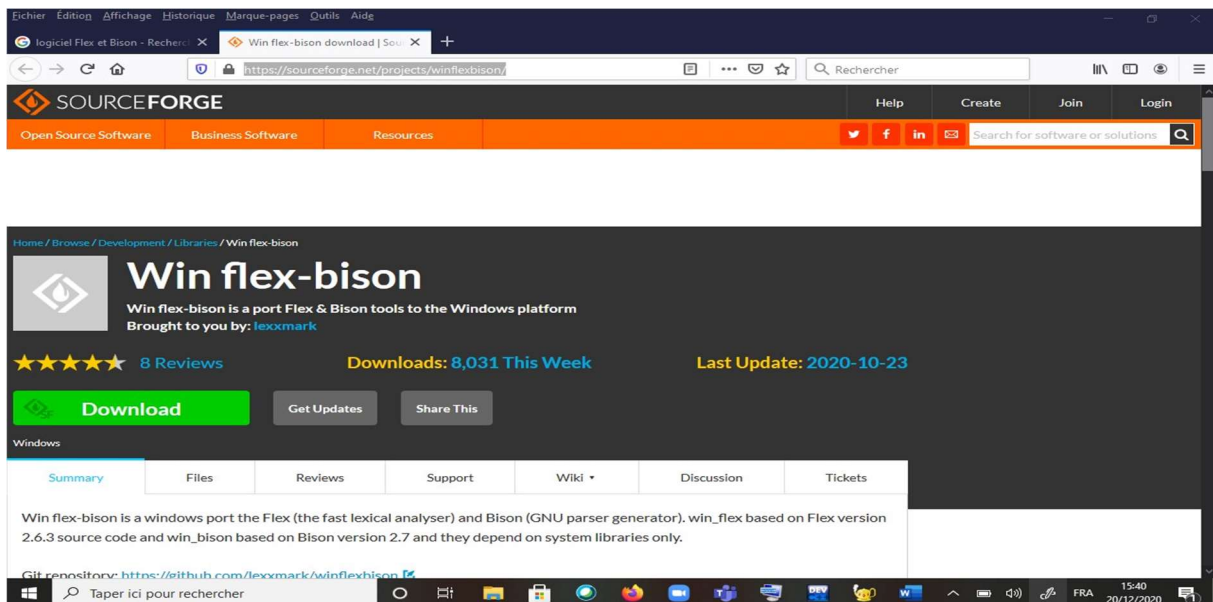 Fichier Édition Affichage Historique Marque-pages Outils Aide
logiciel Flex et Bison - Recherc Win flex-bison download | Sou
https://sourceforge.net/projects/winflexbison/ Rechercher
SOURCEFORGE Help Create Join Login
Open Source Software Business Software Resources Search for software or solutions
Home / Browse / Development / Libraries / Win flex-bison
Win flex-bison
Win flex-bison is a port Flex & Bison tools to the Windows platform
Brought to you by: lexxmark
8 Reviews Downloads: 8,031 This Week Last Update: 2020-10-23
Download Get Updates Share This
Windows
Summary Files Reviews Support Wiki Discussion Tickets
Win flex-bison is a windows port the Flex (the fast lexical analyser) and Bison (GNU parser generator). win_flex based on Flex version
2.6.3 source code and win_bison based on Bison version 2.7 and they depend on system libraries only.
Git repository: https://github.com/lexxmark/winflexbison
Taper ici pour rechercher DEV FRA 15:40
20/12/2020